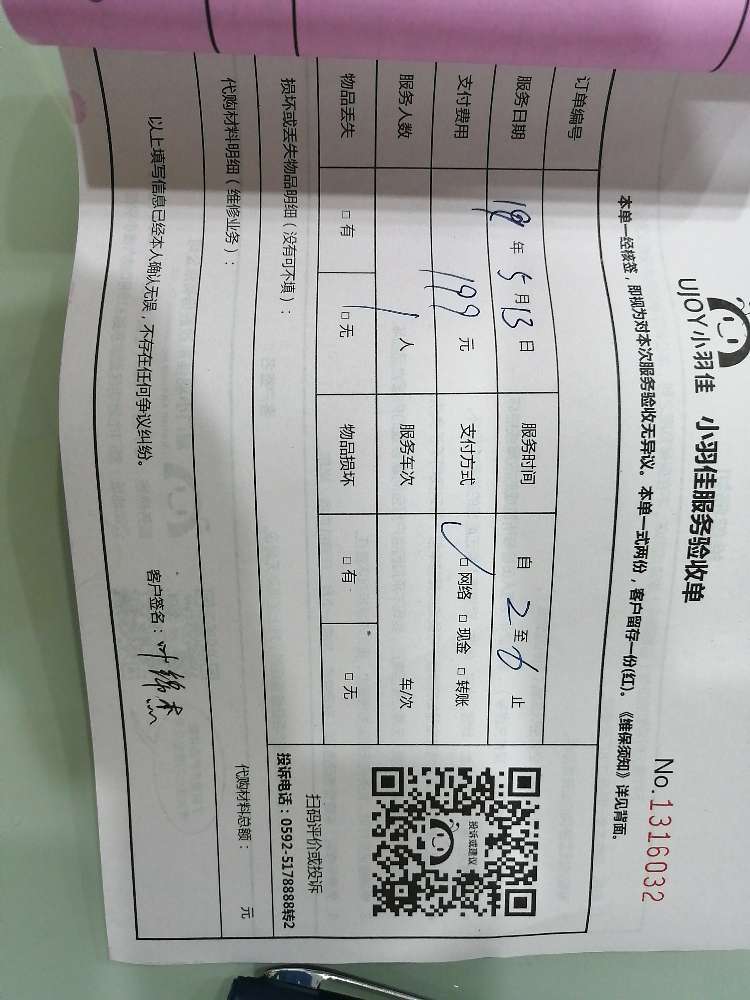 UJOY小羽佳 小羽佳服务验收单
No.1316032
本单一经核签，即视为对本次服务验收无异议。本单一式两份，客户留存一份(红)。《维保须知》详见背面。
订单编号
服务日期 年 5 月 13 日 服务时间 自 2 至 6 止
支付费用 199 元 支付方式 ✓□ 网络 □ 现金 □ 转账
服务人数 1 人 服务车次 车/次
物品丢失 □ 有 □ 无 物品损坏 □ 有 □ 无
损坏或丢失物品明细（没有可不填）：
代购材料明细（维修业务）：
代购材料总额： 元
投诉或建议
扫码评价或投诉
投诉电话：0592-5178888转2
以上填写信息已经本人确认无误，不存在任何争议纠纷。
客户签名：